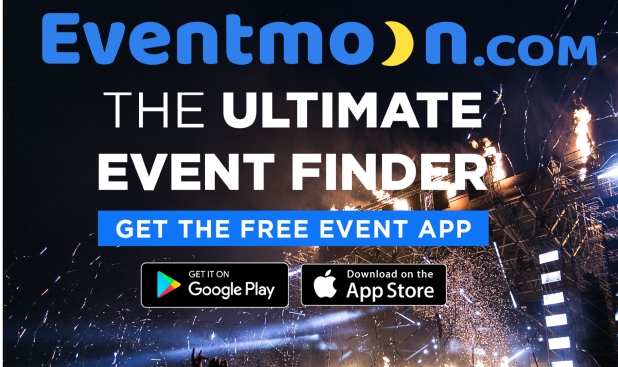 Eventmoon.COM
THE ULTIMATE
EVENT FINDER
GET THE FREE EVENT APP
GET IT ON
Google Play
Download on the
App Store